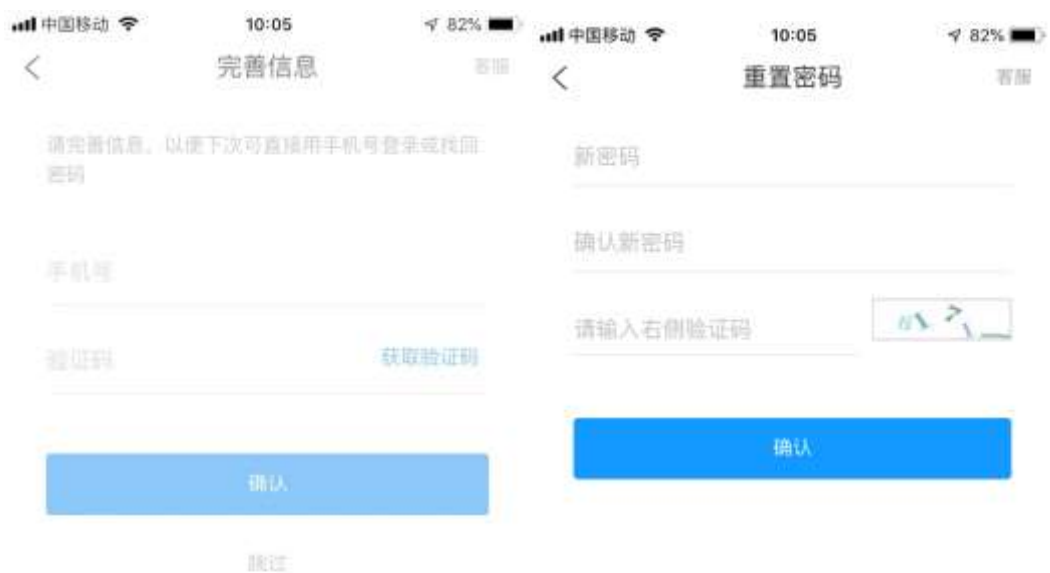 中国移动 10:05 82%
完善信息 客服
请完善信息，以便下次可直接用手机号登录或找回
密码
手机号
验证码 获取验证码
确认
跳过
中国移动 10:05 82%
重置密码 客服
新密码
确认新密码
请输入右侧验证码
确认